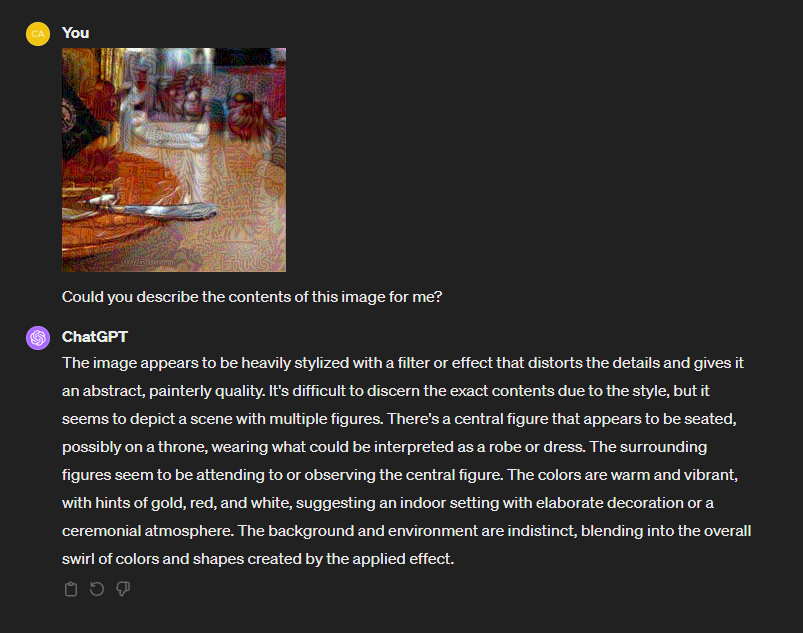 CA
You
Could you describe the contents of this image for me?
ChatGPT
The image appears to be heavily stylized with a filter or effect that distorts the details and gives it
an abstract, painterly quality. It's difficult to discern the exact contents due to the style, but it
seems to depict a scene with multiple figures. There's a central figure that appears to be seated,
possibly on a throne, wearing what could be interpreted as a robe or dress. The surrounding
figures seem to be attending to or observing the central figure. The colors are warm and vibrant,
with hints of gold, red, and white, suggesting an indoor setting with elaborate decoration or a
ceremonial atmosphere. The background and environment are indistinct, blending into the overall
swirl of colors and shapes created by the applied effect.